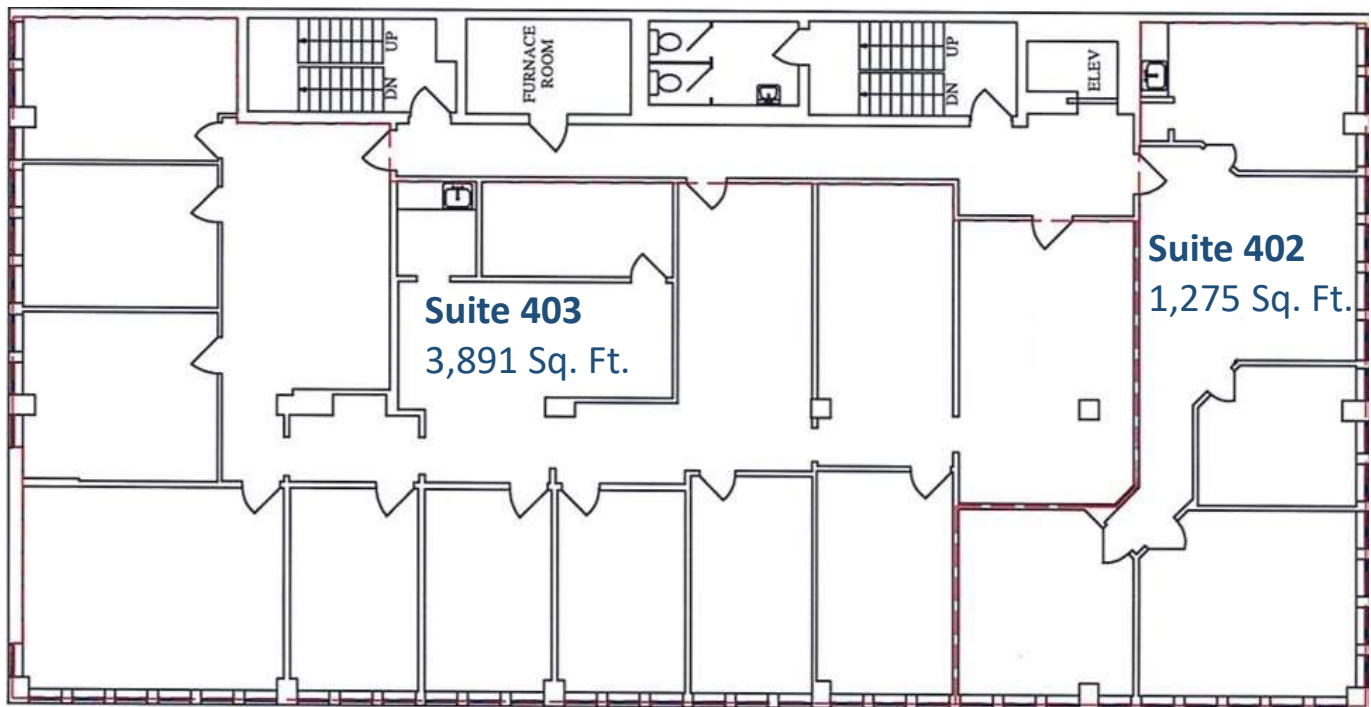 UP
DN
FURNACE
ROOM
UP
DN
ELEV
Suite 403
3,891 Sq. Ft.
Suite 402
1,275 Sq. Ft.